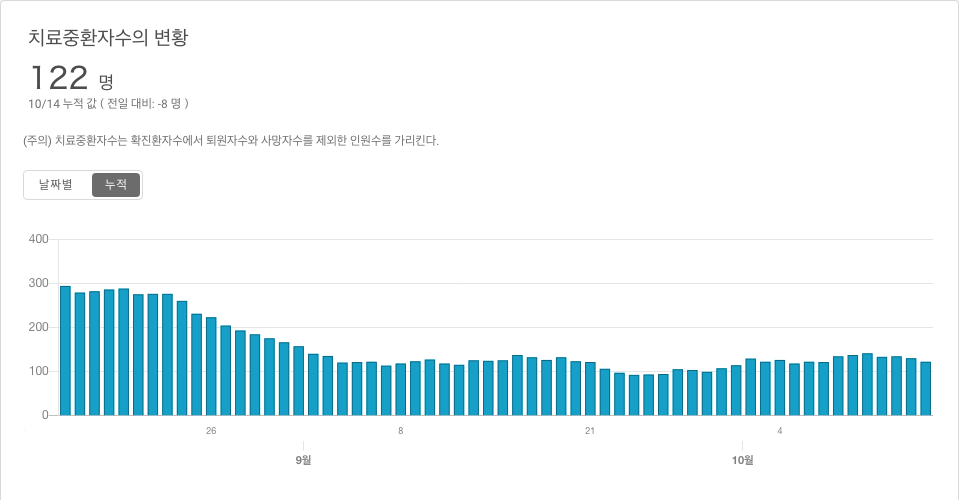 치료중환자수의 변황
122 명
10/14 누적 값 ( 전일 대비: -8 명 )
(주의) 치료중환자수는 확진환자수에서 퇴원자수와 사망자수를 제외한 인원수를 가리킨다.
날짜별 누적
400
300
200
100
0
26 8 21 4
9월 10월